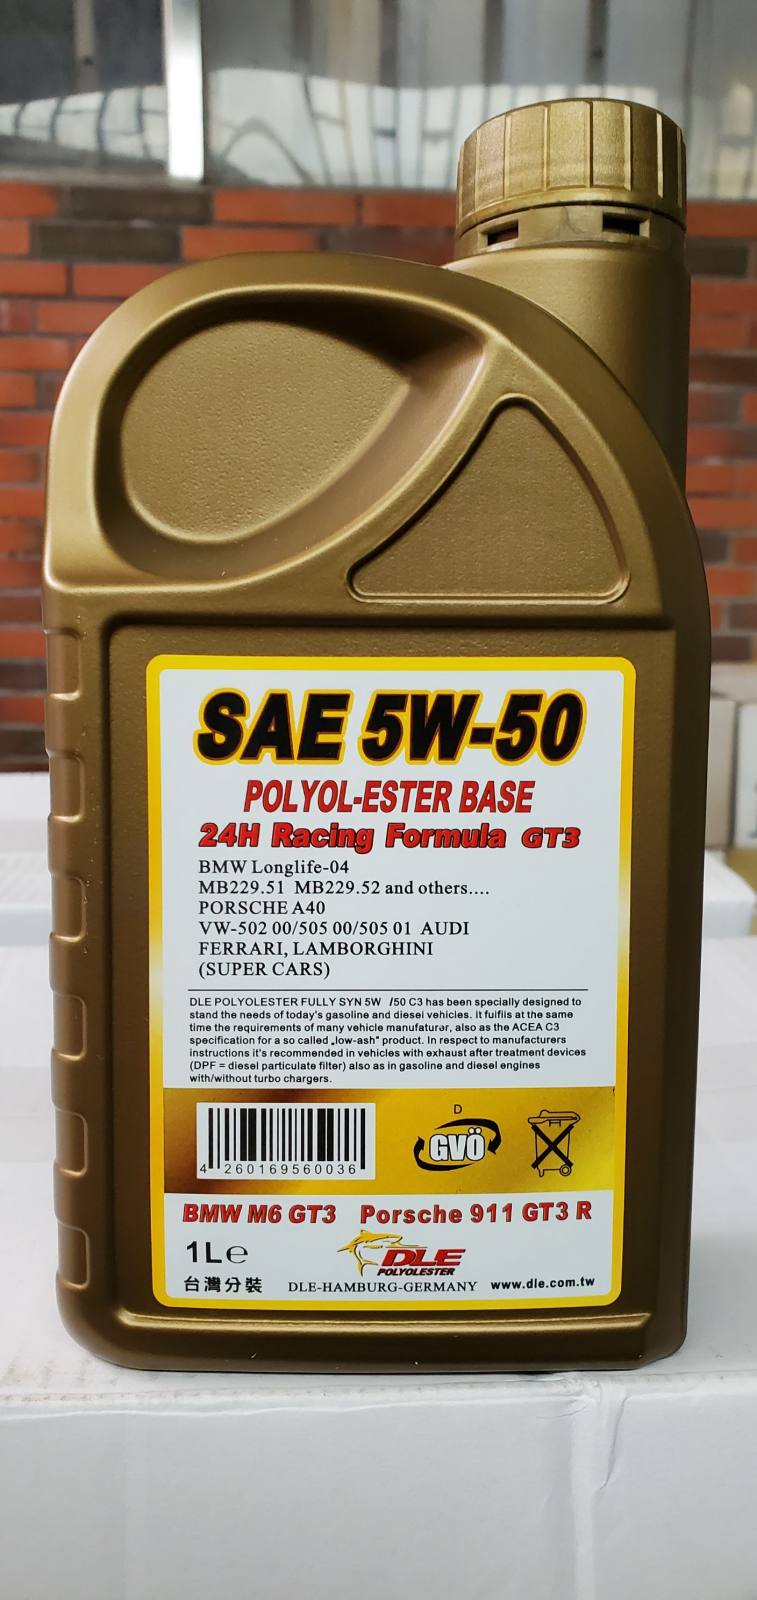 SAE 5W-50
POLYOL-ESTER BASE
24H Racing Formula GT3
BMW Longlife-04
MB229.51 MB229.52 and others....
PORSCHE A40
VW-502 00/505 00/505 01 AUDI
FERRARI, LAMBORGHINI
(SUPER CARS)
DLE POLYOLESTER FULLY SYN 5W /50 C3 has been specially designed to
stand the needs of today's gasoline and diesei vehicles. It fulfiis at the same
time the requirements of many vehicle manufaturar, also as the ACEA C3
specification for a so called „low-ash" product. In respect to manufacturers
instructions it's recommended in vehicles with exhaust after treatment devices
(DPF = diesel particulate filter) also as in gasoline and diesel engines
with/without turbo chargers.
D
GVÖ
4 260169560036
BMW M6 GT3 Porsche 911 GT3 R
1L℮
DLE
POLYOLESTER
台灣分裝 DLE-HAMBURG-GERMANY www.dle.com.tw